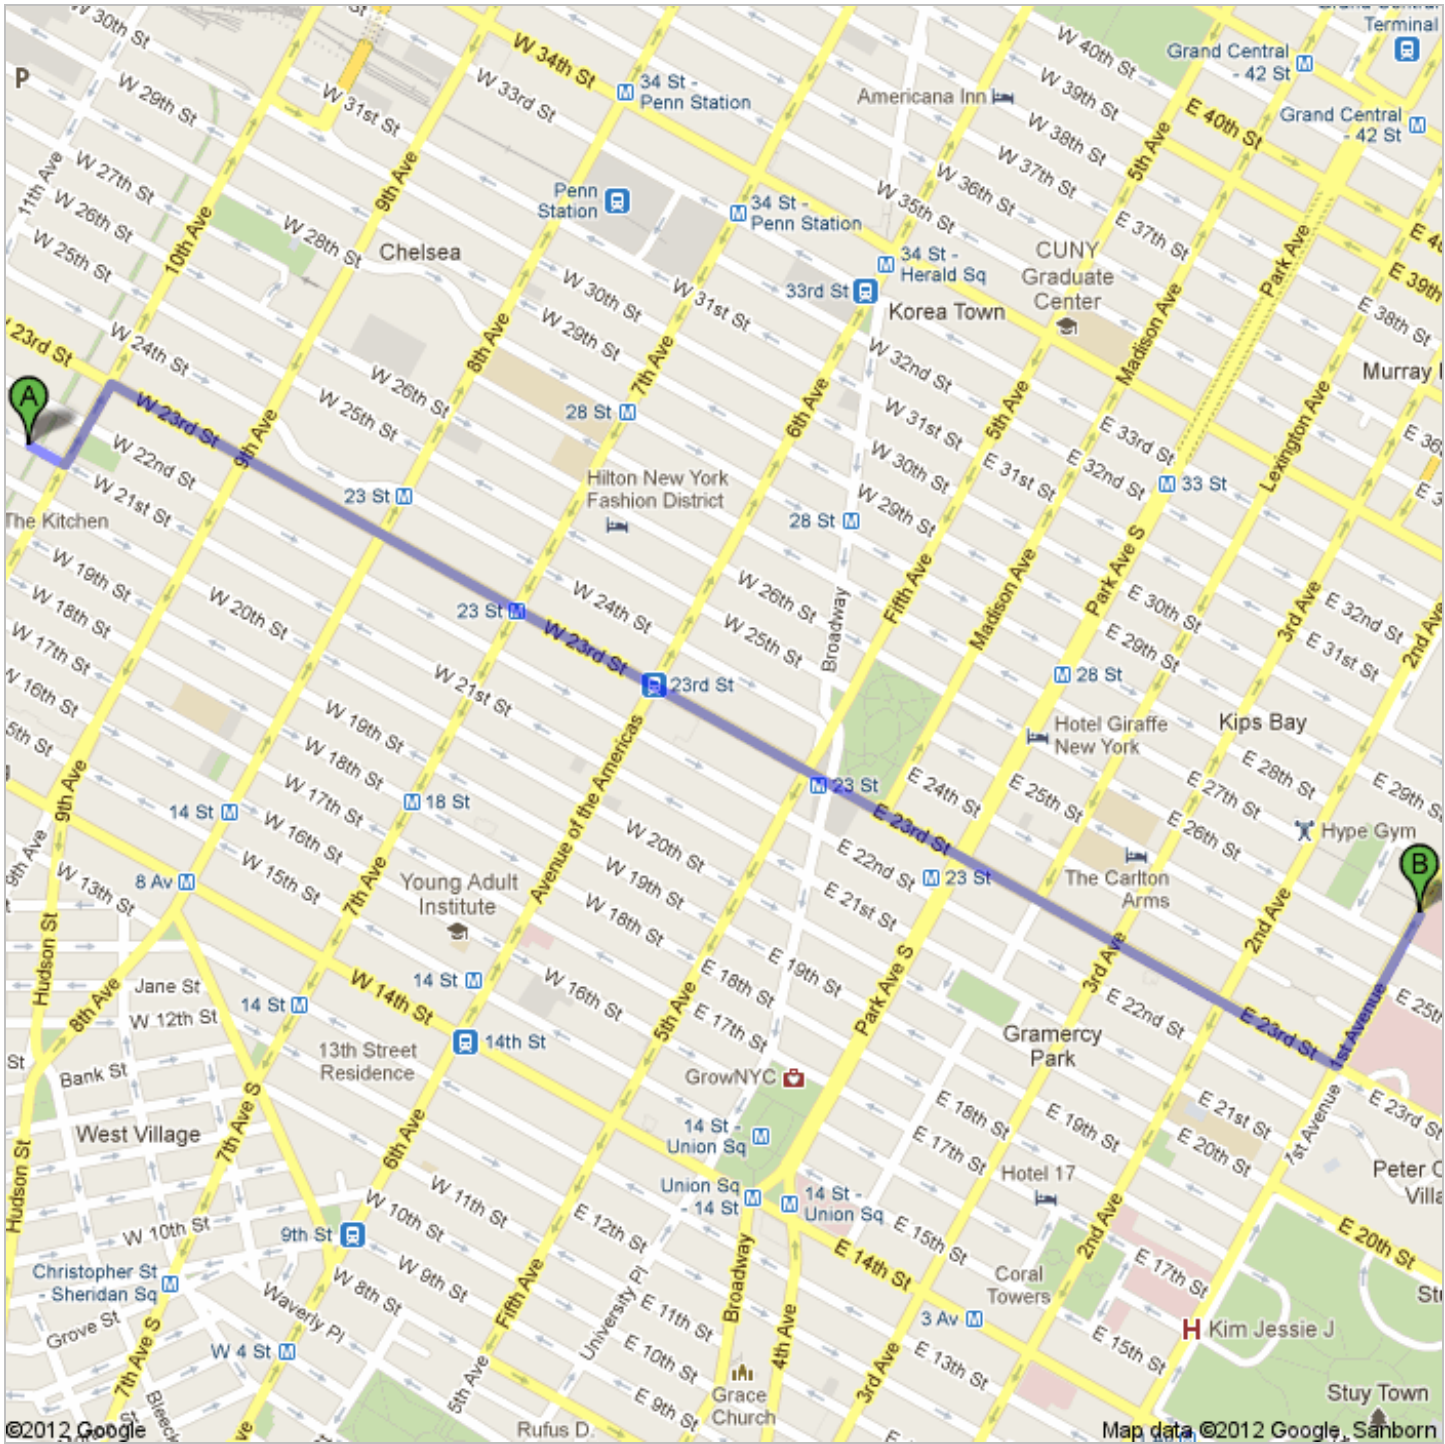 W 30th St
W 34th St
W 33rd St
34 St -
Penn Station
W 40th St
Grand Central
- 42 St
Terminal
P
W 29th St
W 31st St
Americana Inn
W 39th St
E 40th St
Grand Central
- 42 St
W 38th St
5th Ave
11th Ave
W 27th St
9th Ave
Penn
Station
34 St -
Penn Station
W 37th St
W 36th St
W 35th St
E 37th St
W 26th St
10th Ave
W 28th St
Chelsea
34 St -
Herald Sq
CUNY
Graduate
Center
Park Ave
W 25th St
W 30th St
W 31st St
33rd St
Korea Town
Madison Ave
E 39th
E 38th St
23rd St
W 24th St
W 29th St
8th Ave
7th Ave
W 32nd St
Murray
A
W 23rd St
W 26th St
W 25th St
28 St
6th Ave
W 31st St
5th Ave
E 33rd St
Lexington Ave
9th Ave
W 22nd St
W 30th St
E 31st St
E 32nd St
33 St
W 21st St
23 St
Hilton New York
Fashion District
W 29th St
28 St
The Kitchen
Park Ave S
W 19th St
W 20th St
W 24th St
W 26th St
Fifth Ave
Madison Ave
E 30th St
3rd Ave
E 32nd St
W 18th St
23 St
W 23rd St
W 25th St
Broadway
E 29th St
E 31st St
2nd Ave
W 17th St
W 21st St
23rd St
28 St
W 16th St
W 19th St
Hotel Giraffe
New York
Kips Bay
W 18th St
Avenue of the Americas
E 28th St
9th Ave
W 17th St
23 St
E 24th St
E 25th St
E 27th St
E 29th St
14 St
18 St
E 23rd St
E 26th St
Hype Gym
W 16th St
W 20th St
9th Ave
W 13th St
W 15th St
W 19th St
E 22nd St
23 St
The Carlton
Arms
B
8 Av
7th Ave
Young Adult
Institute
W 18th St
E 21st St
2nd Ave
Hudson St
Jane St
14 St
14 St
W 16th St
E 18th St
E 19th St
3rd Ave
8th Ave
W 12th St
W 14th St
5th Ave
E 17th St
Park Ave S
E 22nd St
E 23rd St
1st Avenue
E 25th
St
Bank St
13th Street
Residence
14th St
Gramercy
Park
GrowNYC
E 23rd St
West Village
7th Ave S
6th Ave
14 St -
Union Sq
E 18th St
E 17th St
E 19th St
E 21st St
E 20th St
1st Avenue
Hudson St
W 11th St
Union Sq
- 14 St
14 St -
Union Sq
Hotel 17
W 10th St
W 10th St
9th St
E 12th St
E 15th St
2nd Ave
E 20th St
Christopher St
- Sheridan Sq
W 9th St
W 8th St
Waverly Pl
Fifth Ave
University Pl
Broadway
E 14th St
Coral
Towers
E 17th St
Grove St
W 4 St
E 11th St
3 Av
Kim Jessie J
H
7th Ave S
5th Ave
E 10th St
4th Ave
E 13th St
E 15th St
3rd Ave
E 9th St
Grace
Church
Stuy Town
Rufus D.
©2012 Google
Map data ©2012 Google, Sanborn